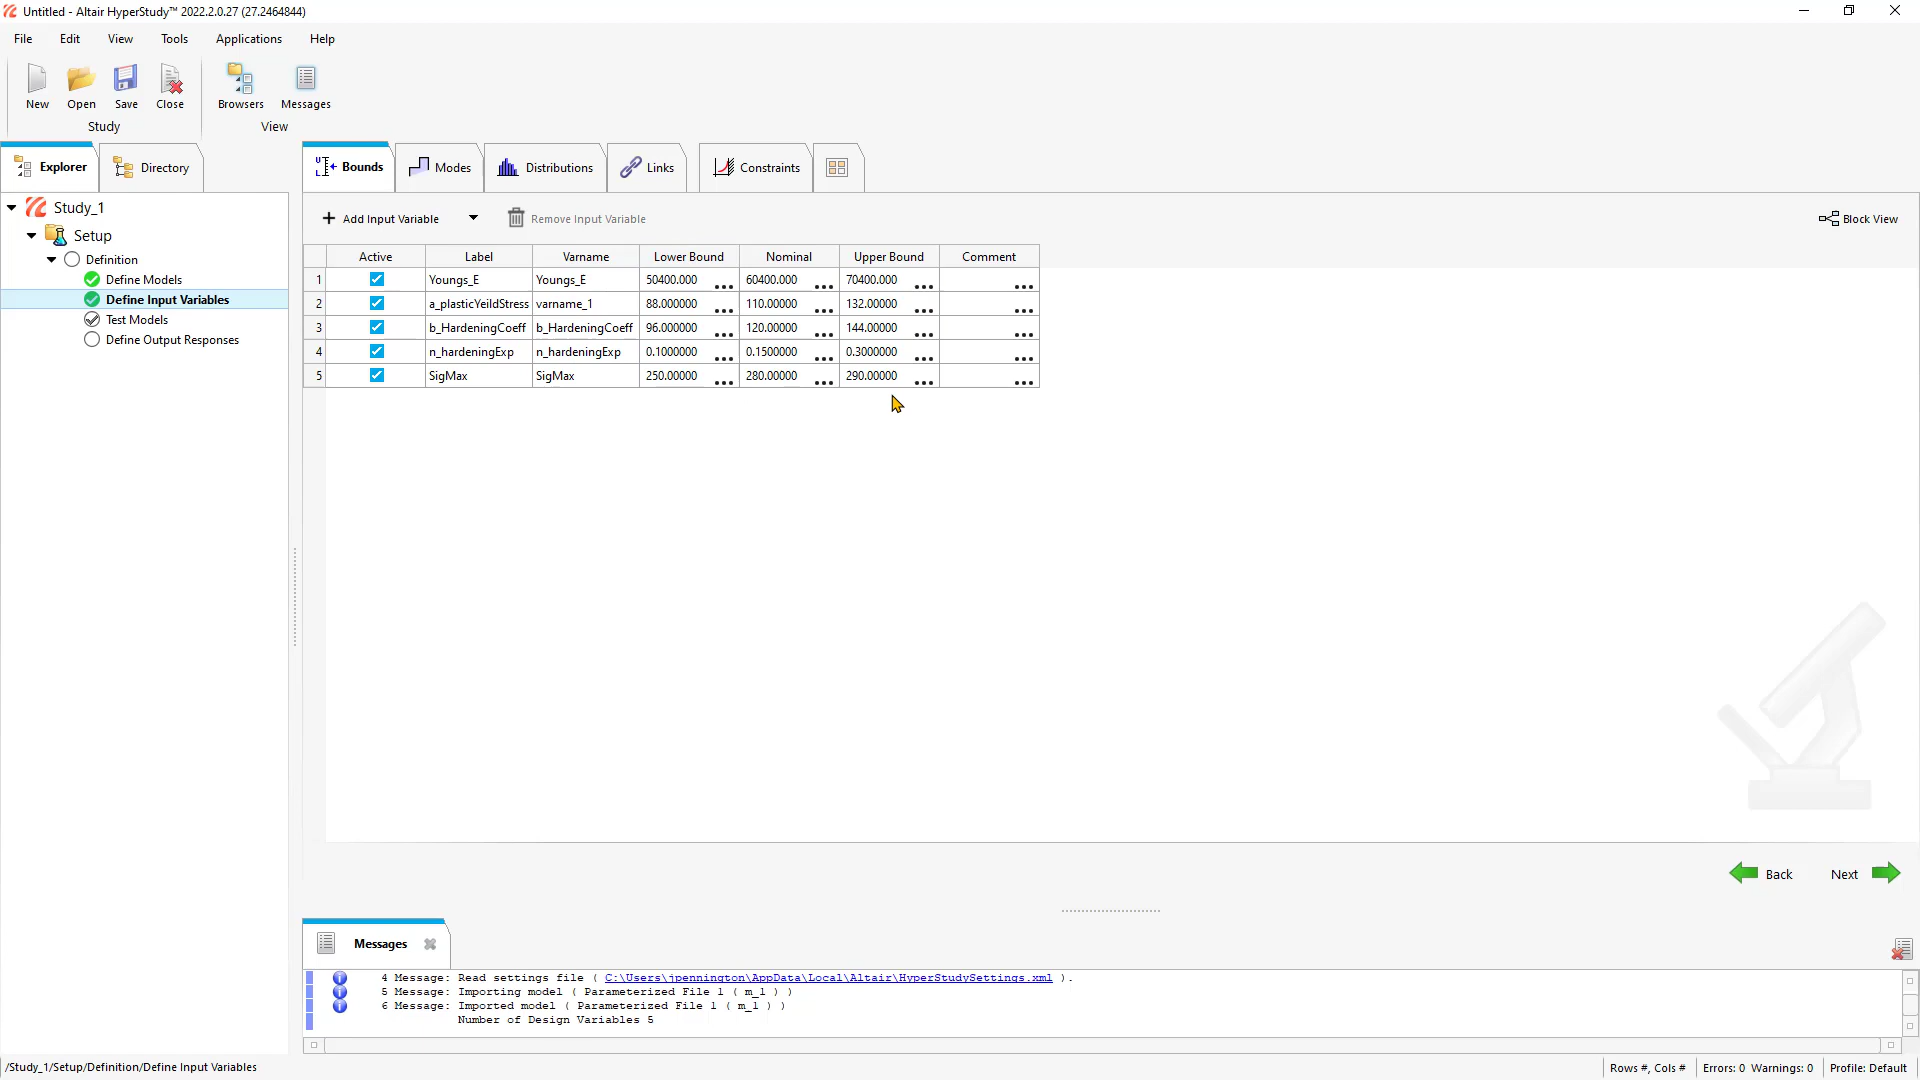 Untitled - Altair HyperStudy™ 2022.2.0.27 (27.2464844)
File Edit View Tools Applications Help
New Open Save Close Browsers Messages
Study View
Explorer Directory Bounds Modes Distributions Links Constraints
Study_1
Setup
Definition
Define Models
Define Input Variables
Test Models
Define Output Responses
Add Input Variable Remove Input Variable Block View
Active Label Varname Lower Bound Nominal Upper Bound Comment
1 Youngs_E Youngs_E 50400.000 ... 60400.000 ... 70400.000 ... ...
2 a_plasticYeildStress varname_1 88.000000 ... 110.00000 ... 132.00000 ... ...
3 b_HardeningCoeff b_HardeningCoeff 96.000000 ... 120.00000 ... 144.00000 ... ...
4 n_hardeningExp n_hardeningExp 0.1000000 ... 0.1500000 ... 0.3000000 ... ...
5 SigMax SigMax 250.00000 ... 280.00000 ... 290.00000 ... ...
Back Next
Messages
4 Message: Read settings file ( C:\Users\jpennington\AppData\Local\Altair\HyperStudySettings.xml ).
5 Message: Importing model ( Parameterized File 1 ( m_1 ) )
6 Message: Imported model ( Parameterized File 1 ( m_1 ) )
Number of Design Variables 5
/Study_1/Setup/Definition/Define Input Variables Rows #, Cols # Errors: 0 Warnings: 0 Profile: Default